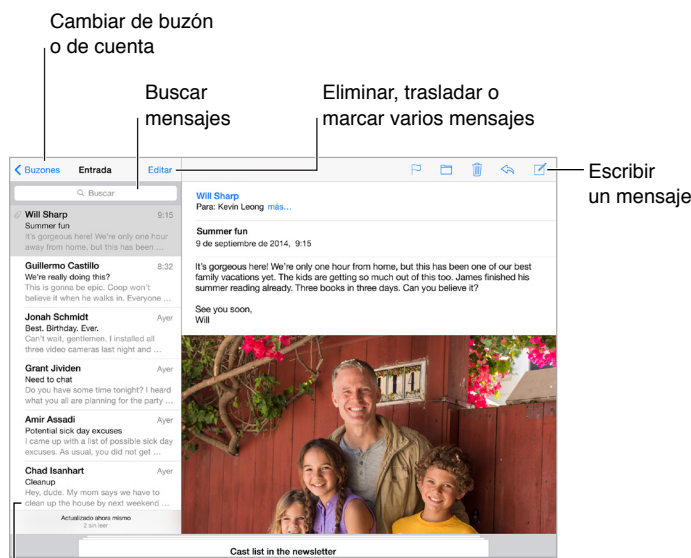 Cambiar de buzón
o de cuenta
Buscar
mensajes
Eliminar, trasladar o
marcar varios mensajes
Escribir
un mensaje
Buzones
Entrada
Editar
Buscar
Will Sharp 9:15
Summer fun
It's gorgeous here! We're only one hour
away from home, but this has been ...
Guillermo Castillo 8:32
We're really doing this?
This is gonna be epic. Coop won't
believe it when he walks in. Everyone ...
Jonah Schmidt Ayer
Best. Birthday. Ever.
Can't wait, gentlemen. I installed all
three video cameras last night and ...
Grant Jividen Ayer
Need to chat
Do you have some time tonight? I heard
what you all are planning for the party ...
Amir Assadi Ayer
Potential sick day excuses
I came up with a list of possible sick day
excuses. As usual, you did not get ...
Chad Isanhart Ayer
Cleanup
Hey, dude. My mom says we have to
clean up the house by next weekend ...
Actualizado ahora mismo
2 sin leer
Will Sharp
Para: Kevin Leong más...
Summer fun
9 de septiembre de 2014, 9:15
It's gorgeous here! We're only one hour from home, but this has been one of our best
family vacations yet. The kids are getting so much out of this too. James finished his
summer reading already. Three books in three days. Can you believe it?
See you soon,
Will
114
Cast list in the newsletter